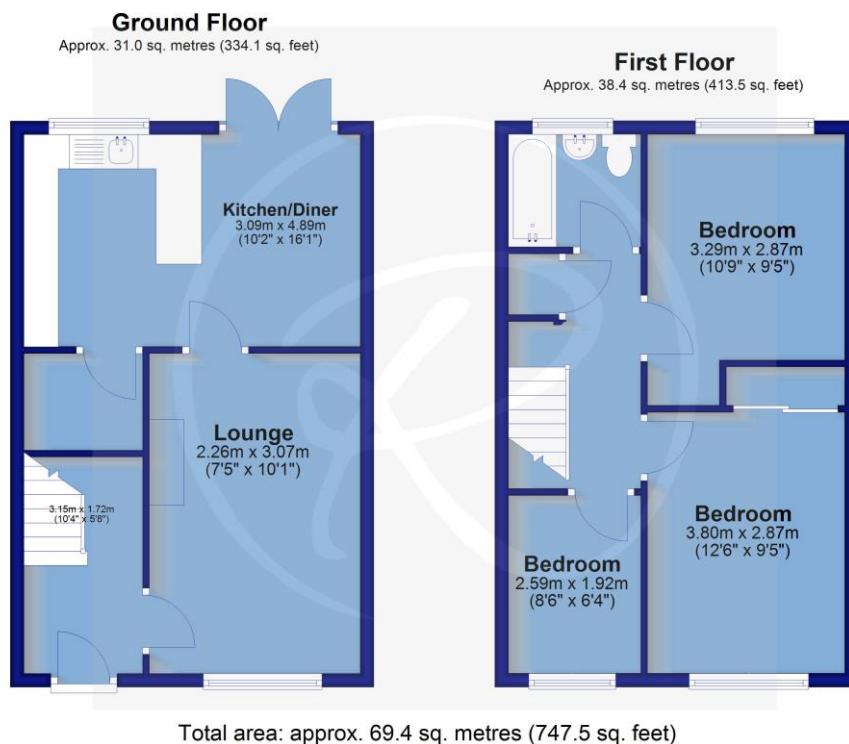 Ground Floor
Approx. 31.0 sq. metres (334.1 sq. feet)
Kitchen/Diner
3.09m x 4.89m
(10'2" x 16'1")
Lounge
2.26m x 3.07m
(7'5" x 10'1")
3.15m x 1.72m
(10'4" x 5'8")
First Floor
Approx. 38.4 sq. metres (413.5 sq. feet)
Bedroom
3.29m x 2.87m
(10'9" x 9'5")
Bedroom
3.80m x 2.87m
(12'6" x 9'5")
Bedroom
2.59m x 1.92m
(8'6" x 6'4")
Total area: approx. 69.4 sq. metres (747.5 sq. feet)